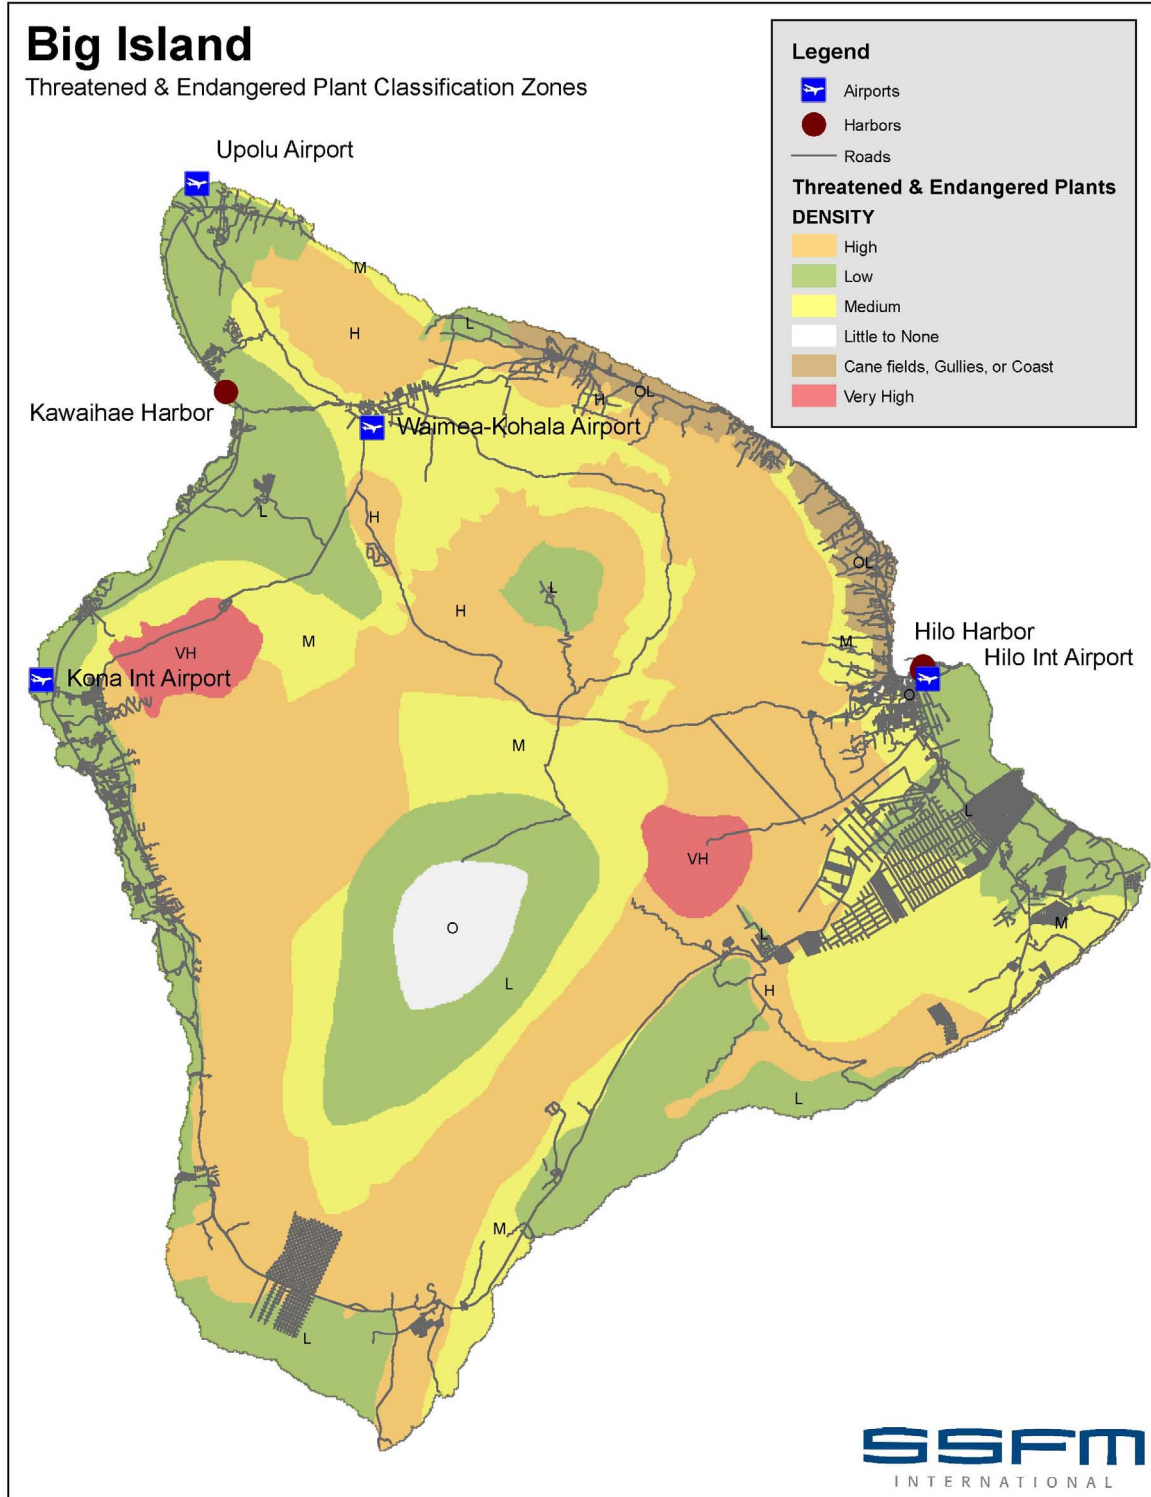 Big Island
Threatened & Endangered Plant Classification Zones
Legend
Airports
Harbors
Roads
Threatened & Endangered Plants
DENSITY
High
Low
Medium
Little to None
Cane fields, Gullies, or Coast
Very High
Upolu Airport
M
L
H
Kawaihae Harbor
H
OL
Waimea-Kohala Airport
L
H
OL
L
H
Hilo Harbor
M
M
VH
Hilo Int Airport
Kona Int Airport
O
M
L
VH
M
O
L
L
H
L
M
L
SSFM
INTERNATIONAL